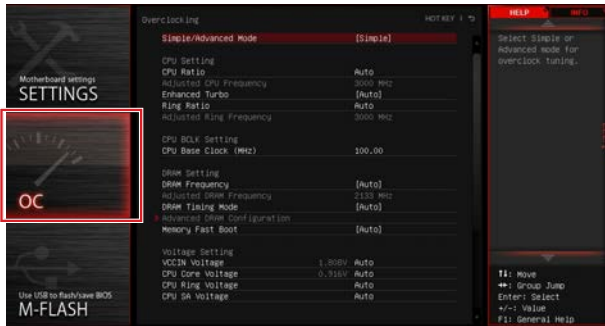 Motherboard settings
SETTINGS
OC
Use USB to flash/save BIOS
M-FLASH
Overclocking
HOT KEY
Simple/Advanced Mode [Simple]
CPU Setting
CPU Ratio Auto
Adjusted CPU Frequency 3000 MHz
Enhanced Turbo [Auto]
Ring Ratio Auto
Adjusted Ring Frequency 3000 MHz
CPU BCLK Setting
CPU Base Clock (MHz) 100.00
DRAM Setting
DRAM Frequency [Auto]
Adjusted DRAM Frequency 2133 MHz
DRAM Timing Mode [Auto]
Advanced DRAM Configuration
Memory Fast Boot [Auto]
Voltage Setting
VCCIN Voltage 1.808V Auto
CPU Core Voltage 0.916V Auto
CPU Ring Voltage Auto
CPU SA Voltage Auto
HELP INFO
Select Simple or
Advanced mode for
overclock tuning.
↑↓: Move
→←: Group Jump
Enter: Select
+/-: Value
F1: General Help